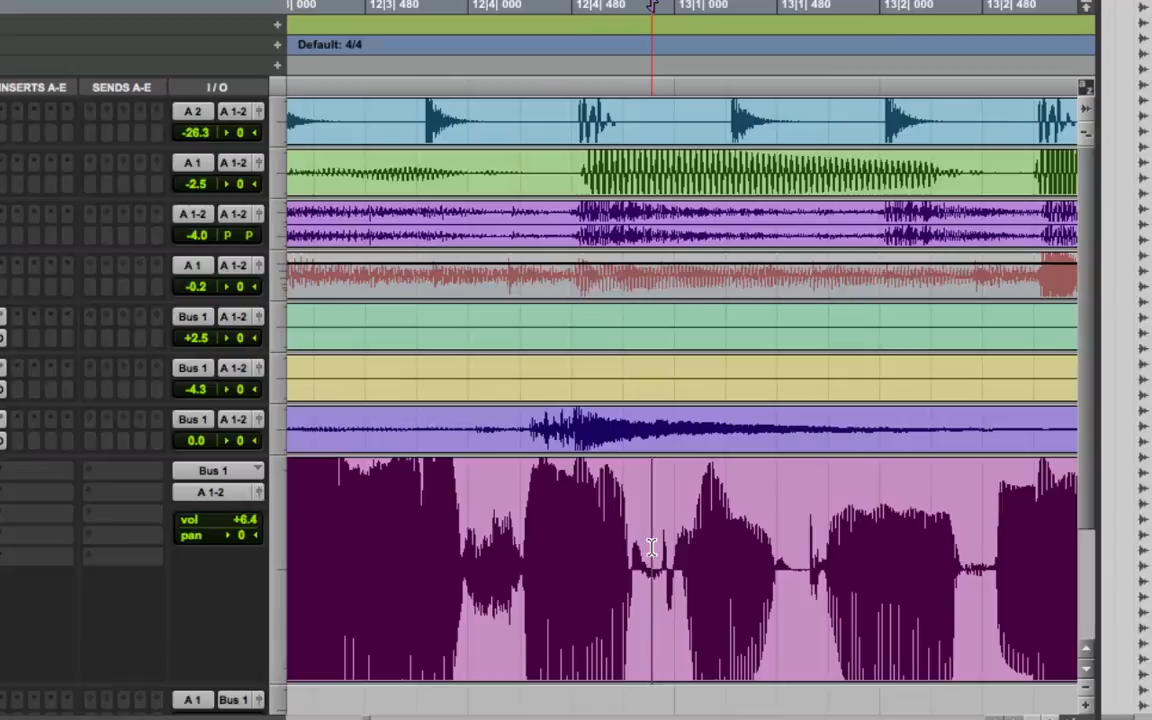 | 000 12|3| 480 12|4| 000 12|4| 480 13|1| 000 13|1| 480 13|2| 000 13|2| 480
Default: 4/4
INSERTS A-E SENDS A-E I / O
A 2 A 1-2
-26.3 0
A 1 A 1-2
-2.5 0
A 1-2 A 1-2
-4.0 P P
A 1 A 1-2
-0.2 0
Bus 1 A 1-2
+2.5 0
Bus 1 A 1-2
-4.3 0
Bus 1 A 1-2
0.0 0
Bus 1
A 1-2
vol +6.4
pan 0
A 1 Bus 1